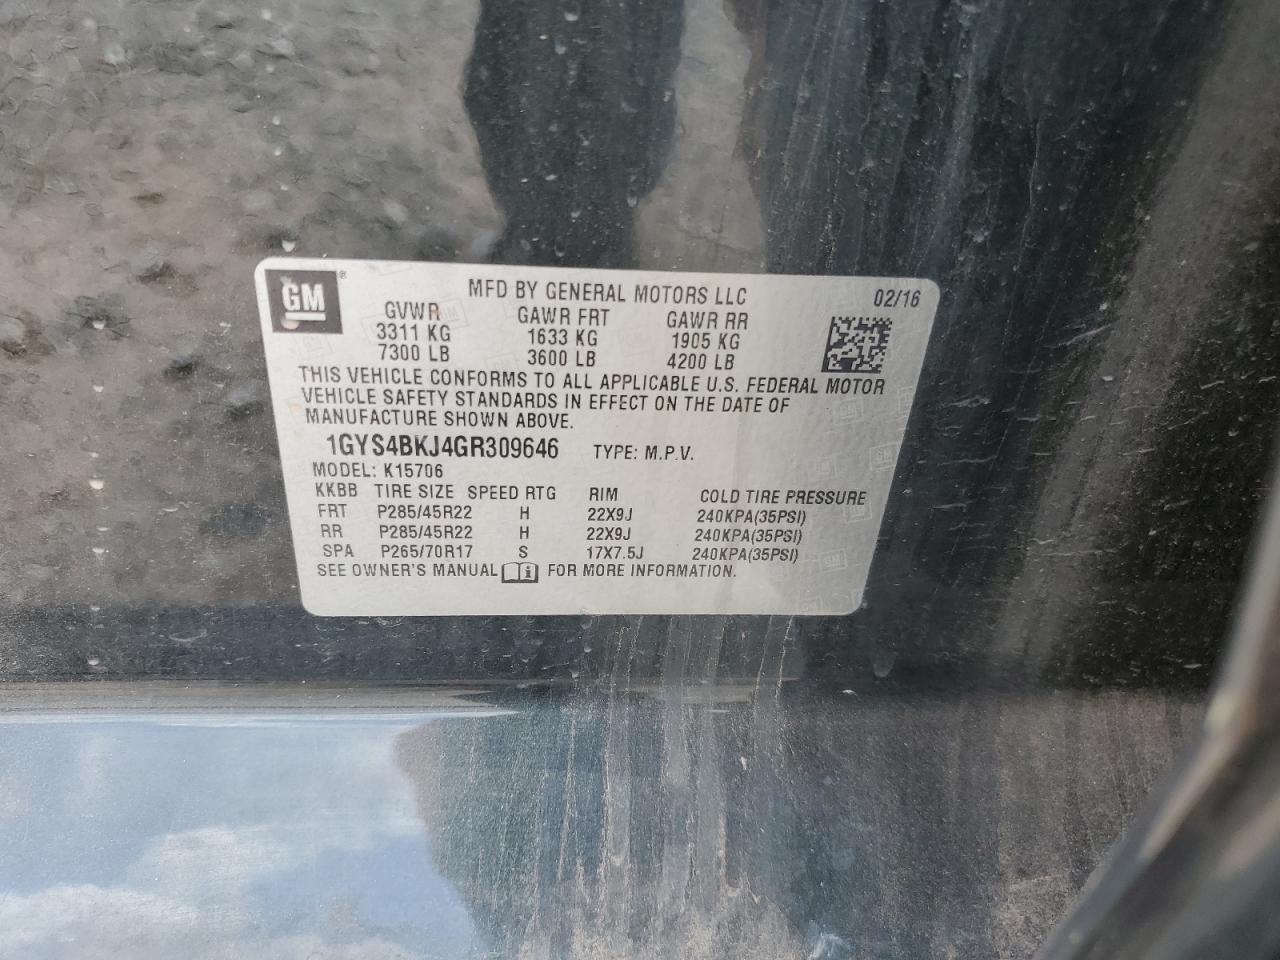 GM ®
MFD BY GENERAL MOTORS LLC 02/16
GVWR GAWR FRT GAWR RR
3311 KG 1633 KG 1905 KG
7300 LB 3600 LB 4200 LB
THIS VEHICLE CONFORMS TO ALL APPLICABLE U.S. FEDERAL MOTOR
VEHICLE SAFETY STANDARDS IN EFFECT ON THE DATE OF
MANUFACTURE SHOWN ABOVE.
1GYS4BKJ4GR309646 TYPE: M.P.V.
MODEL: K15706
KKBB TIRE SIZE SPEED RTG RIM COLD TIRE PRESSURE
FRT P285/45R22 H 22X9J 240KPA(35PSI)
RR P285/45R22 H 22X9J 240KPA(35PSI)
SPA P265/70R17 S 17X7.5J 240KPA(35PSI)
SEE OWNER'S MANUAL FOR MORE INFORMATION.